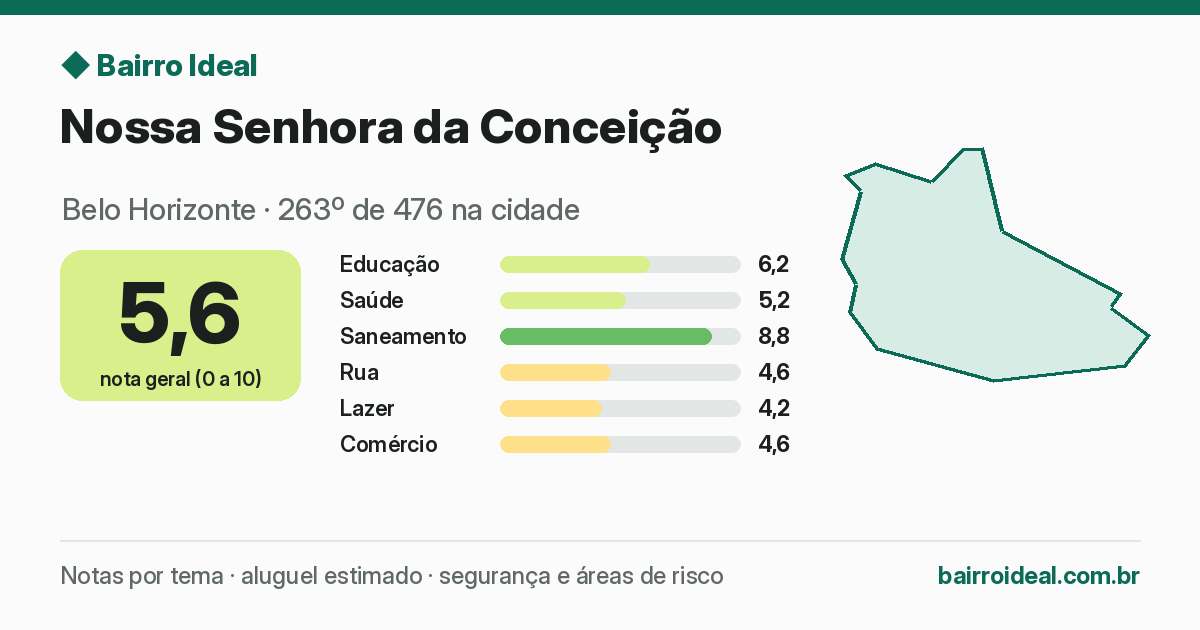 Bairro Ideal
Nossa Senhora da Conceição
Belo Horizonte · 263º de 476 na cidade
5,6
nota geral (0 a 10)
Educação 6,2
Saúde 5,2
Saneamento 8,8
Rua 4,6
Lazer 4,2
Comércio 4,6
Notas por tema · aluguel estimado · segurança e áreas de risco
bairroideal.com.br